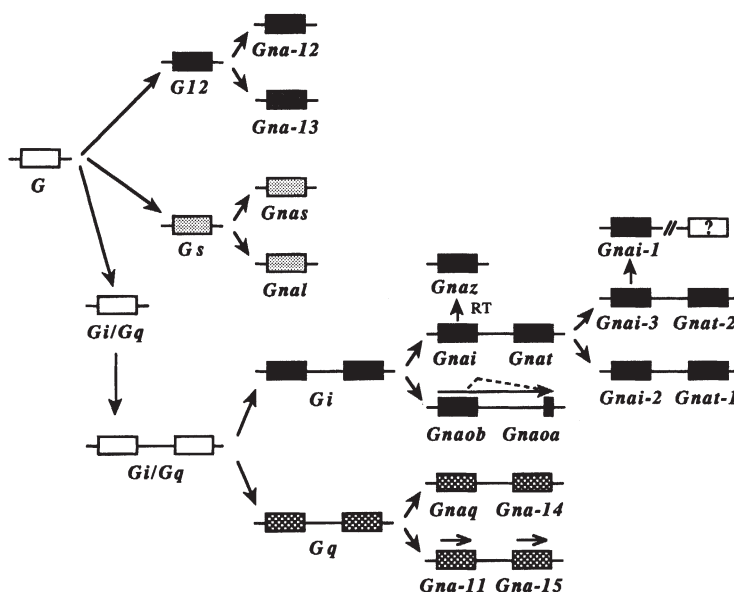 Gna-12
G12
Gna-13
G
Gnas
Gs
Gnal
Gi/Gq
Gi/Gq
Gnaz
RT
Gnai Gnat
Gi
Gnaob Gnaoa
?
Gnai-1
Gnai-3 Gnat-2
Gnai-2 Gnat-1
Gnaq Gna-14
Gq
Gna-11 Gna-15